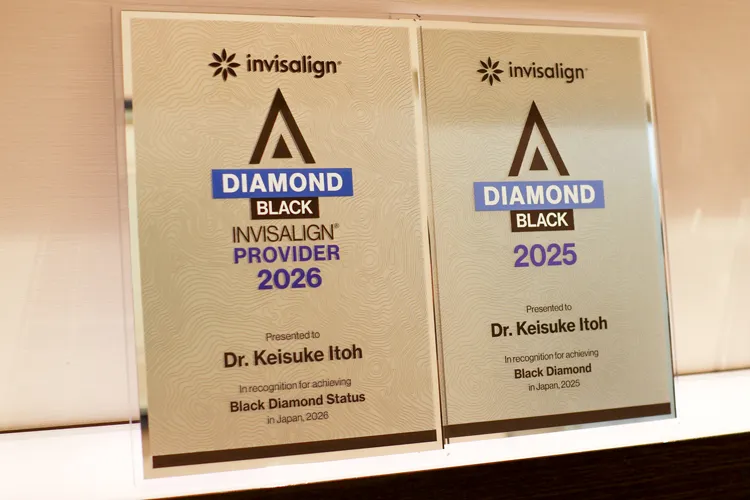 invisalign®
DIAMOND
BLACK
INVISALIGN®
PROVIDER
2026
Presented to
Dr. Keisuke Itoh
In recognition for achieving
Black Diamond Status
in Japan, 2026
invisalign®
DIAMOND
BLACK
2025
Presented to
Dr. Keisuke Itoh
In recognition for achieving
Black Diamond
in Japan, 2025